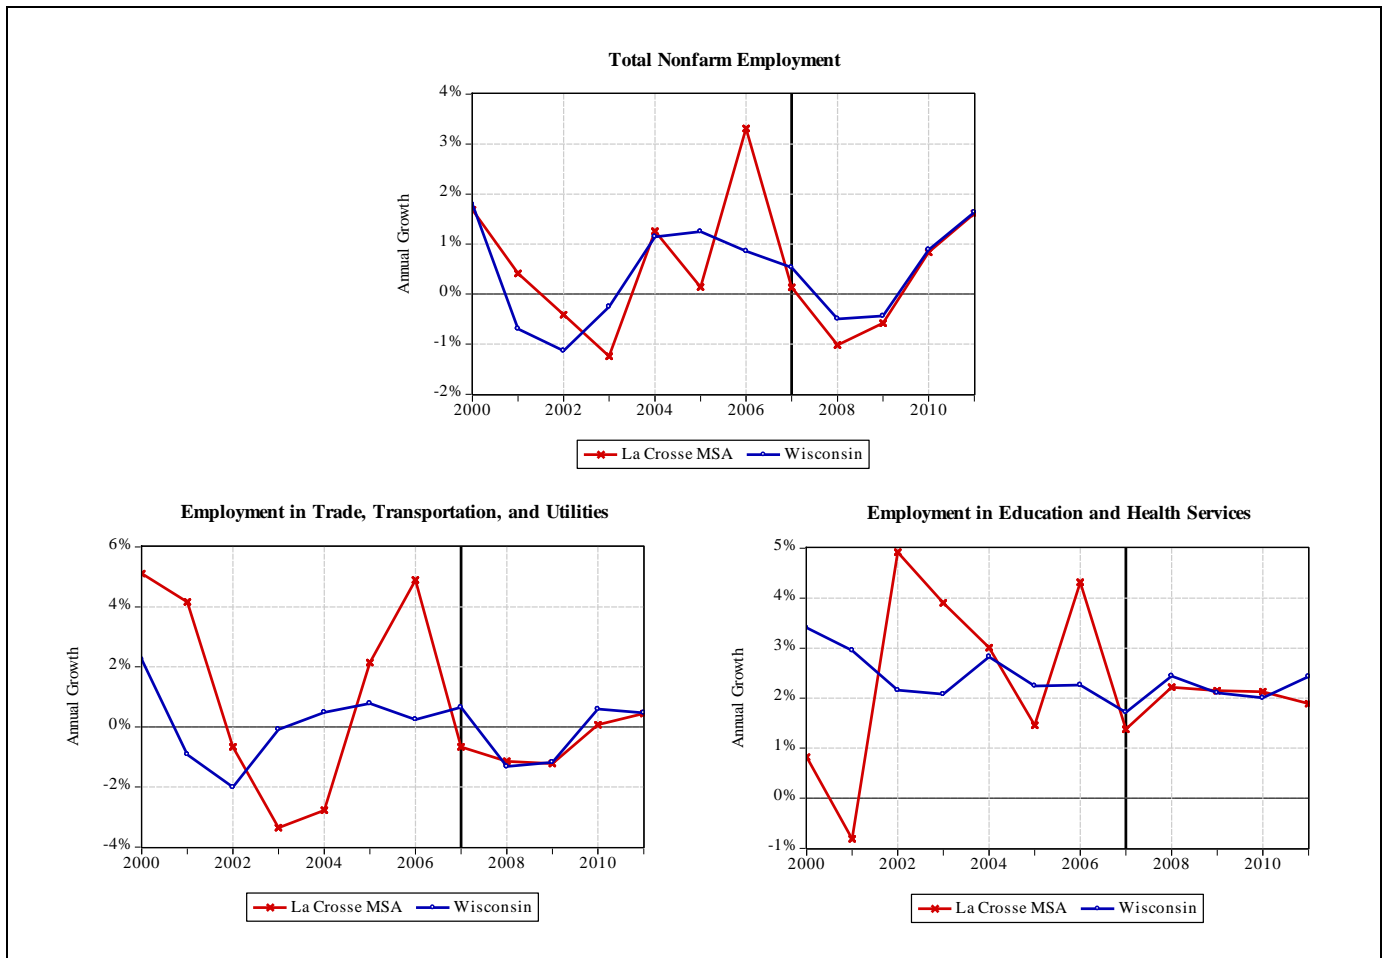 Total Nonfarm Employment
4%
3%
2%
1%
0%
-1%
-2%
Annual Growth
2000 2002 2004 2006 2008 2010
La Crosse MSA Wisconsin
Employment in Trade, Transportation, and Utilities
6%
4%
2%
0%
-2%
-4%
Annual Growth
2000 2002 2004 2006 2008 2010
La Crosse MSA Wisconsin
Employment in Education and Health Services
5%
4%
3%
2%
1%
0%
-1%
Annual Growth
2000 2002 2004 2006 2008 2010
La Crosse MSA Wisconsin